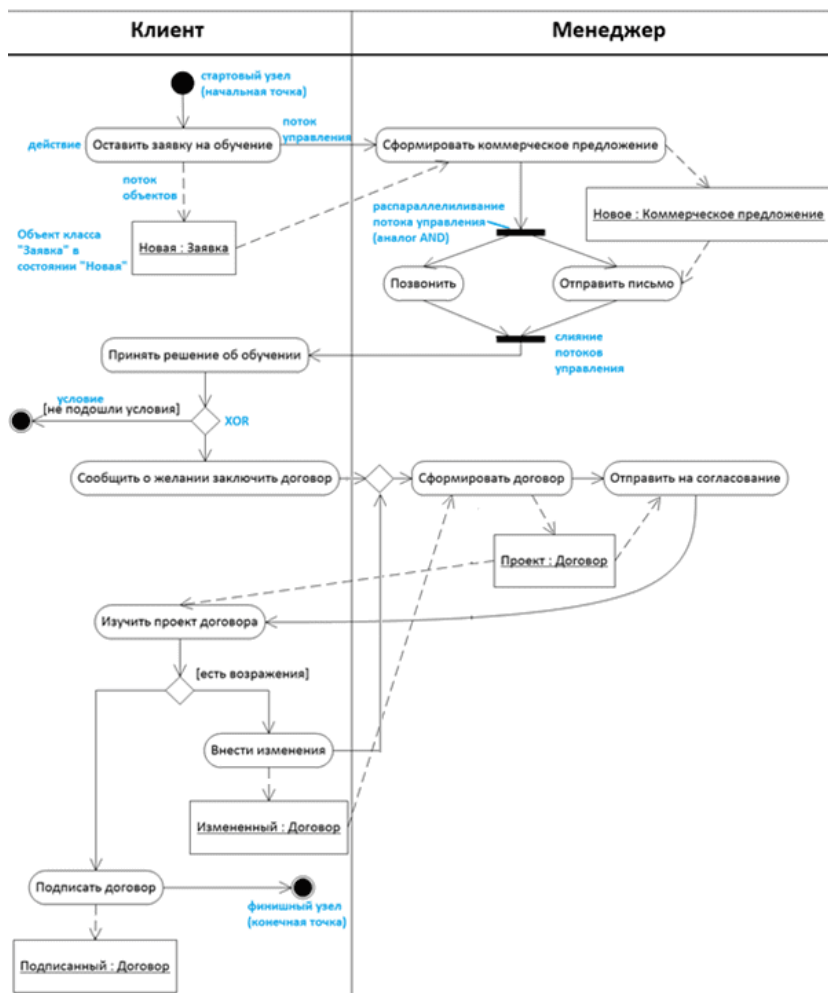 Клиент
Менеджер
стартовый узел
(начальная точка)
поток
управления
действие
Оставить заявку на обучение
Сформировать коммерческое предложение
поток
объектов
Новое : Коммерческое предложение
распараллеливание
потока управления
(аналог AND)
Объект класса
"Заявка" в
состоянии "Новая"
Новая : Заявка
Позвонить
Отправить письмо
Принять решение об обучении
слияние
потоков
управления
условие
[не подошли условия]
XOR
Сообщить о желании заключить договор
Сформировать договор
Отправить на согласование
Проект : Договор
Изучить проект договора
[есть возражения]
Внести изменения
Измененный : Договор
Подписать договор
финишный узел
(конечная точка)
Подписанный : Договор